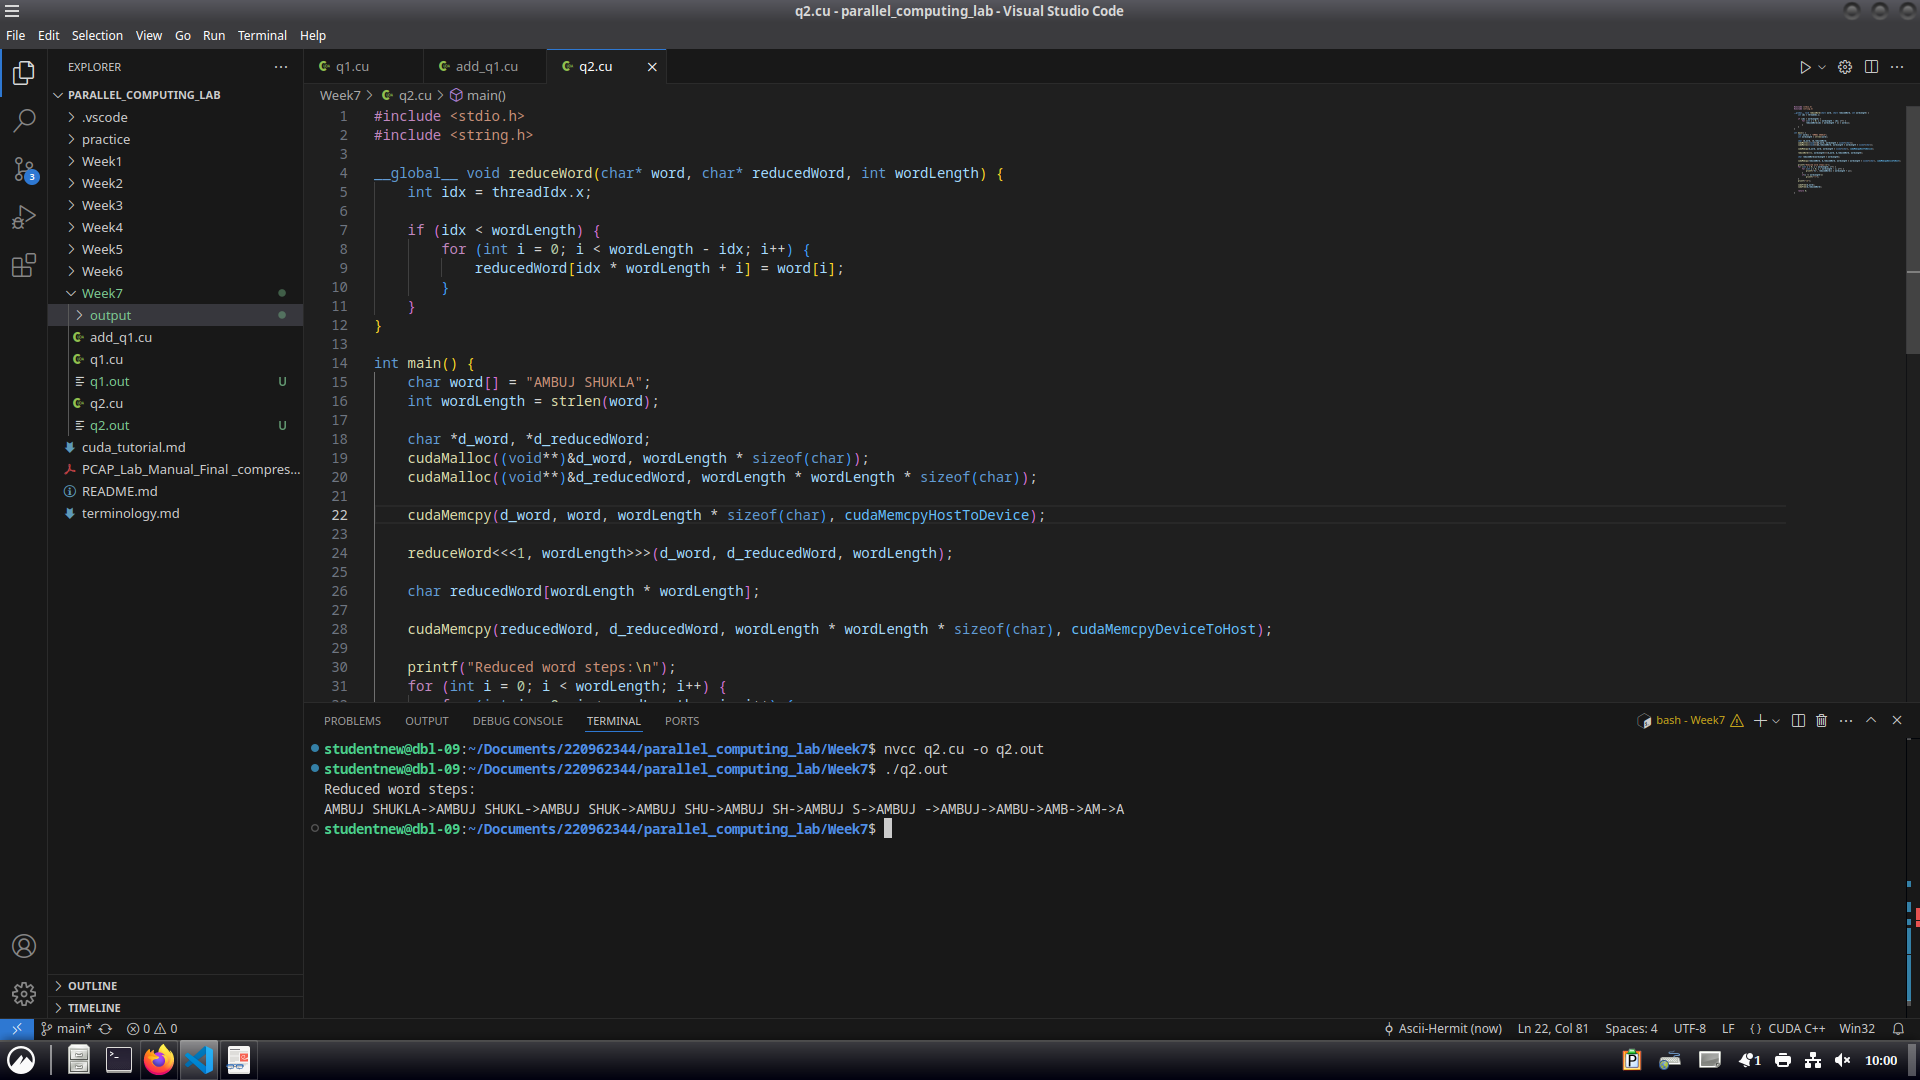 q2.cu - parallel_computing_lab - Visual Studio Code
File Edit Selection View Go Run Terminal Help
EXPLORER
PARALLEL_COMPUTING_LAB
.vscode
practice
Week1
Week2
Week3
Week4
Week5
Week6
Week7
output
add_q1.cu
q1.cu
q1.out U
q2.cu
q2.out U
cuda_tutorial.md
PCAP_Lab_Manual_Final _compres...
README.md
terminology.md
OUTLINE
TIMELINE
3
q1.cu add_q1.cu q2.cu
Week7 > q2.cu > main()
1 #include <stdio.h>
2 #include <string.h>
3
4 __global__ void reduceWord(char* word, char* reducedWord, int wordLength) {
5 int idx = threadIdx.x;
6
7 if (idx < wordLength) {
8 for (int i = 0; i < wordLength - idx; i++) {
9 reducedWord[idx * wordLength + i] = word[i];
10 }
11 }
12 }
13
14 int main() {
15 char word[] = "AMBUJ SHUKLA";
16 int wordLength = strlen(word);
17
18 char *d_word, *d_reducedWord;
19 cudaMalloc((void**)&d_word, wordLength * sizeof(char));
20 cudaMalloc((void**)&d_reducedWord, wordLength * wordLength * sizeof(char));
21
22 cudaMemcpy(d_word, word, wordLength * sizeof(char), cudaMemcpyHostToDevice);
23
24 reduceWord<<<1, wordLength>>>(d_word, d_reducedWord, wordLength);
25
26 char reducedWord[wordLength * wordLength];
27
28 cudaMemcpy(reducedWord, d_reducedWord, wordLength * wordLength * sizeof(char), cudaMemcpyDeviceToHost);
29
30 printf("Reduced word steps:\n");
31 for (int i = 0; i < wordLength; i++) {
PROBLEMS OUTPUT DEBUG CONSOLE TERMINAL PORTS
bash - Week7
studentnew@dbl-09:~/Documents/220962344/parallel_computing_lab/Week7$ nvcc q2.cu -o q2.out
studentnew@dbl-09:~/Documents/220962344/parallel_computing_lab/Week7$ ./q2.out
Reduced word steps:
AMBUJ SHUKLA->AMBUJ SHUKL->AMBUJ SHUK->AMBUJ SHU->AMBUJ SH->AMBUJ S->AMBUJ ->AMBUJ->AMBU->AMB->AM->A
studentnew@dbl-09:~/Documents/220962344/parallel_computing_lab/Week7$
main* 0 0 Ascii-Hermit (now) Ln 22, Col 81 Spaces: 4 UTF-8 LF {} CUDA C++ Win32
1 10:00